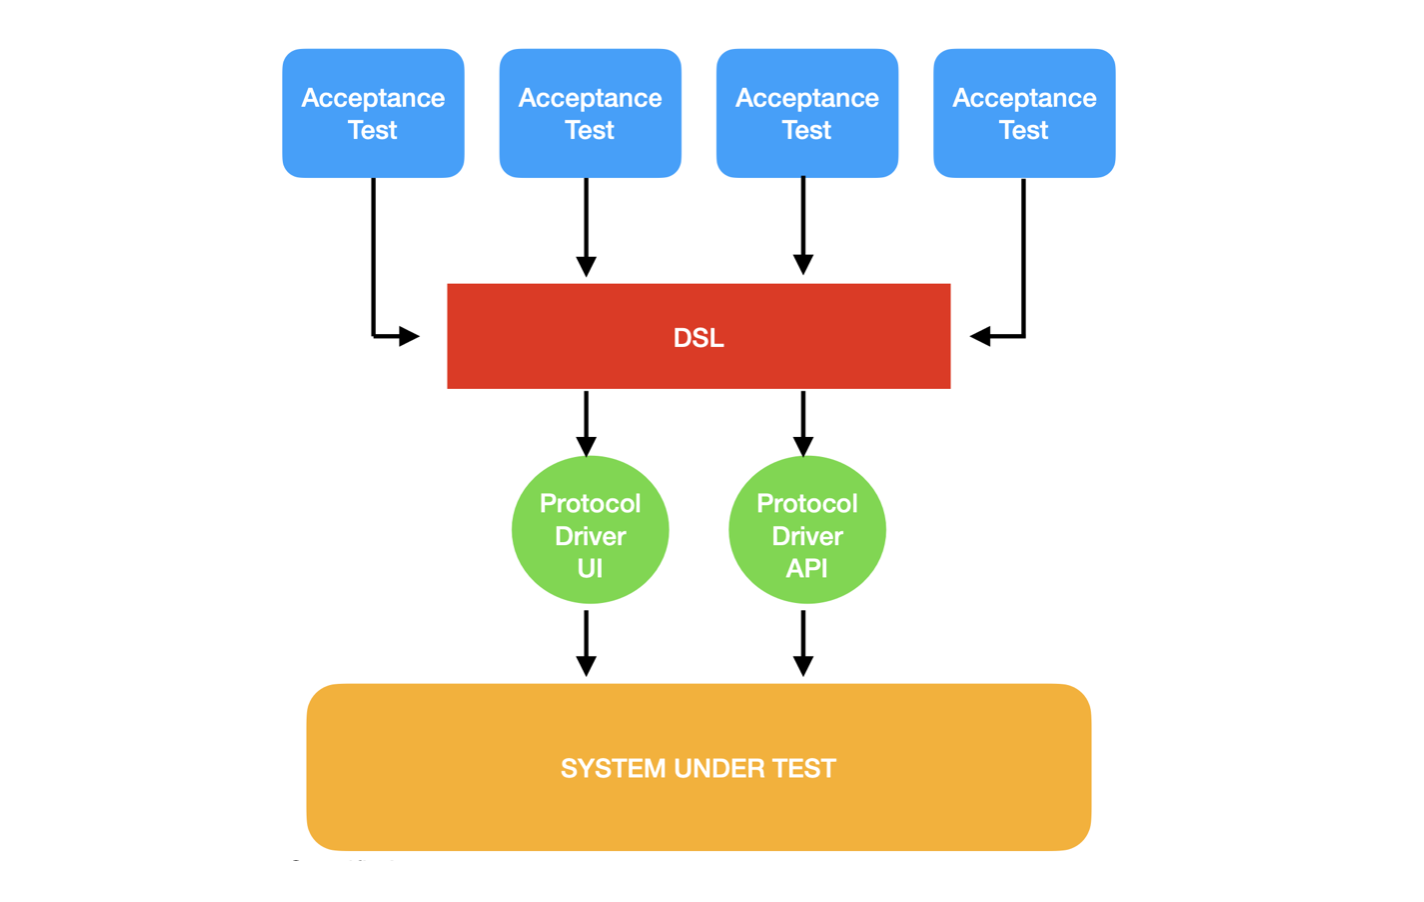 Acceptance
Test
Acceptance
Test
Acceptance
Test
Acceptance
Test
DSL
Protocol
Driver
UI
Protocol
Driver
API
SYSTEM UNDER TEST